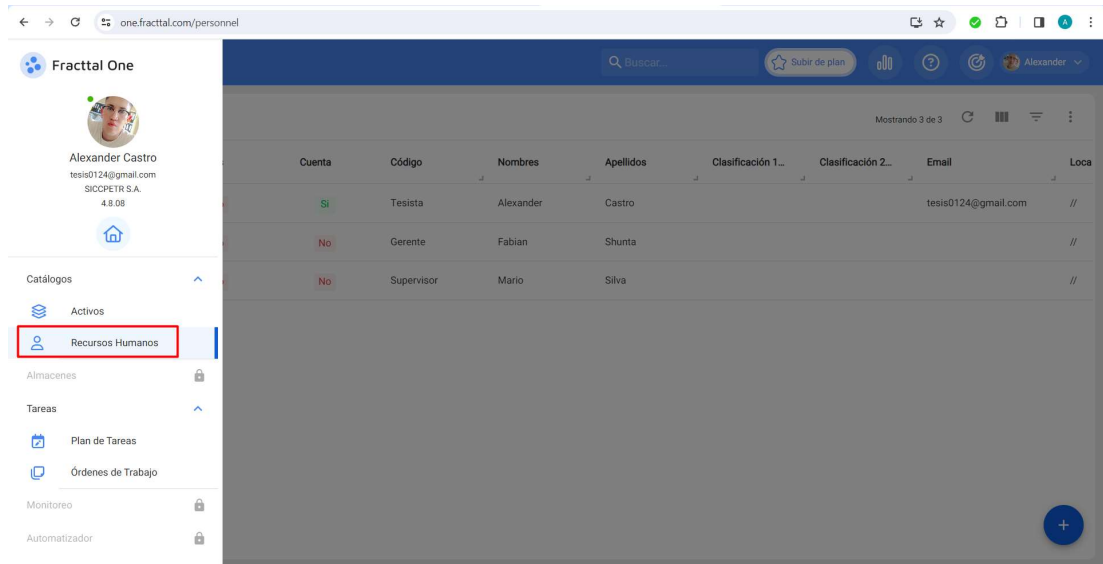 one.fracttal.com/personnel
A
Fracttal One
Buscar...
Subir de plan
Alexander
Alexander Castro
tesis0124@gmail.com
SICCPETR S.A.
4.8.08
Mostrando 3 de 3
Cuenta Código Nombres Apellidos Clasificación 1... Clasificación 2... Email Loca
Si Tesista Alexander Castro tesis0124@gmail.com //
No Gerente Fabian Shunta //
No Supervisor Mario Silva //
Catálogos
Activos
Recursos Humanos
Almacenes
Tareas
Plan de Tareas
Órdenes de Trabajo
Monitoreo
Automatizador